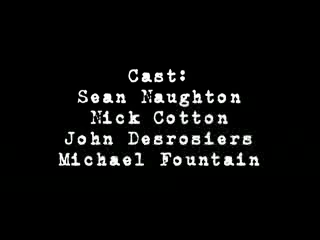 Cast:
Sean Naughton
Nick Cotton
John Desrosiers
Michael Fountain